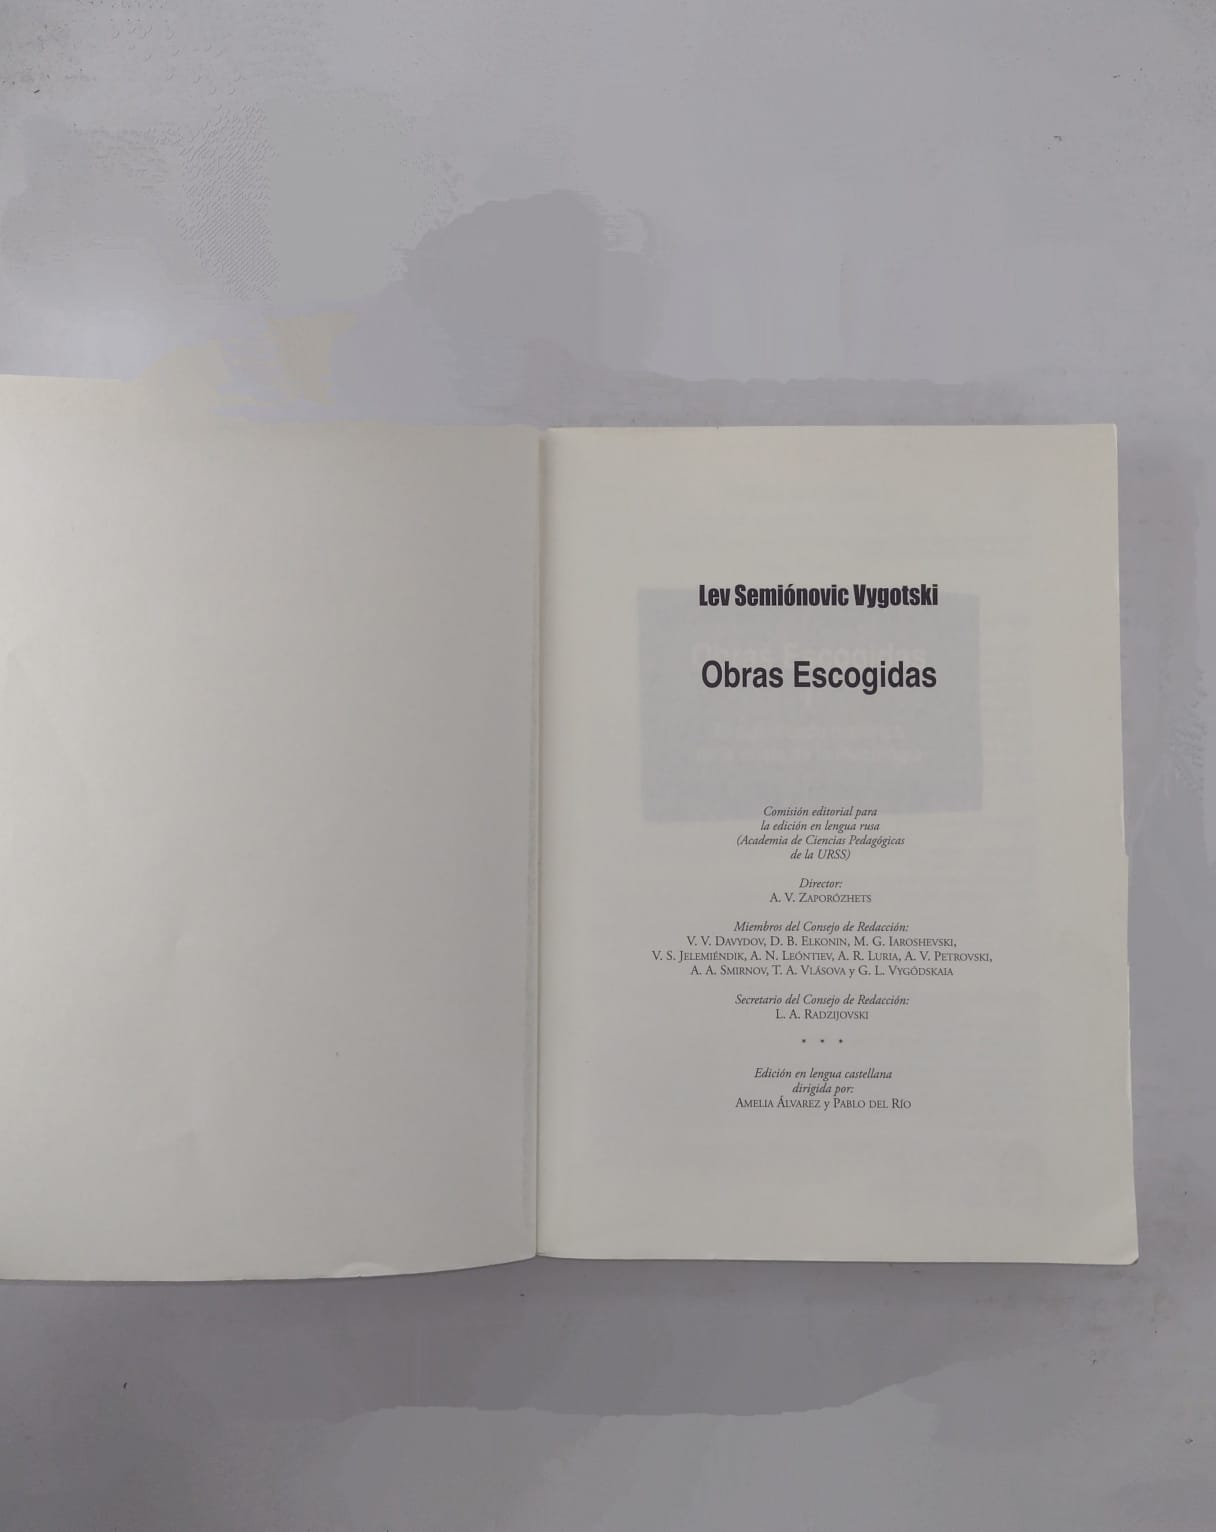 Lev Semiónovic Vygotski
Obras Escogidas
Comisión editorial para
la edición en lengua rusa
(Academia de Ciencias Pedagógicas
de la URSS)
Director:
A. V. ZAPORÓZHETS
Miembros del Consejo de Redacción:
V. V. DAVYDOV, D. B. ELKONIN, M. G. IAROSHEVSKI,
V. S. JELEMIÉNDIK, A. N. LEÓNTIEV, A. R. LURIA, A. V. PETROVSKI,
A. A. SMIRNOV, T. A. VLÁSOVA y G. L. VYGÓDSKAIA
Secretario del Consejo de Redacción:
L. A. RADZIJOVSKI
* * *
Edición en lengua castellana
dirigida por:
AMELIA ÁLVAREZ y PABLO DEL RÍO